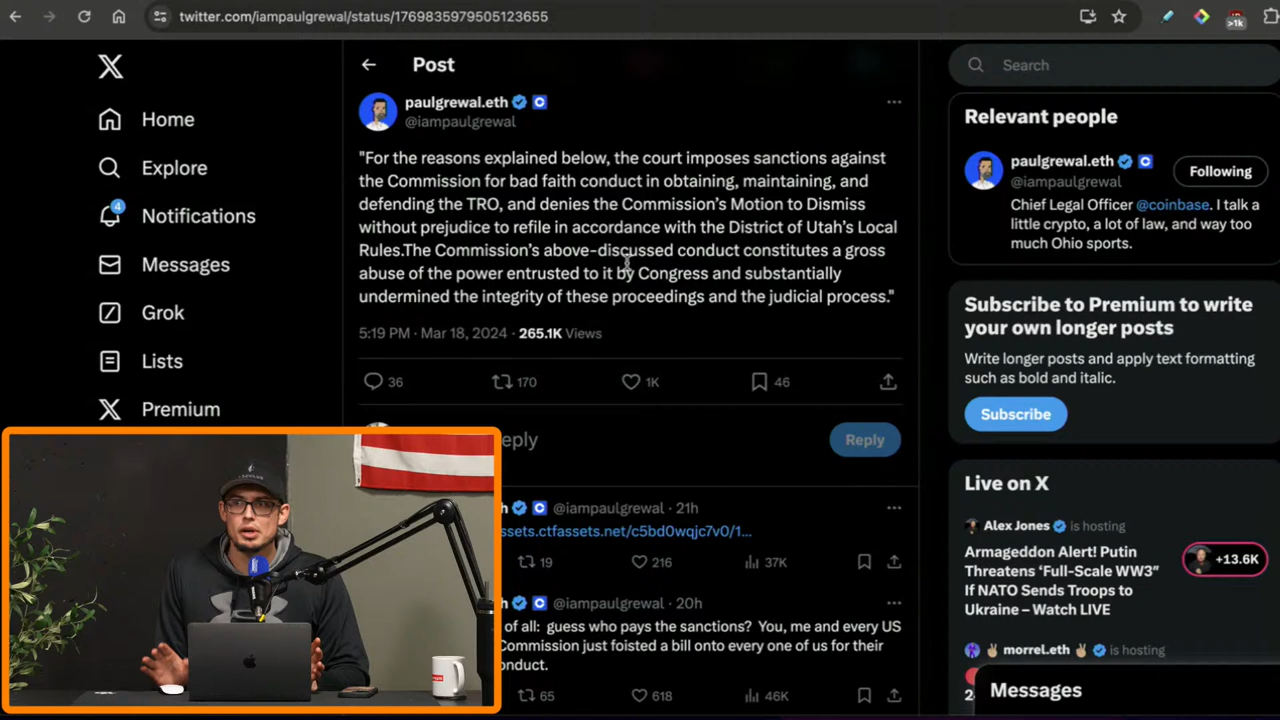 twitter.com/iampaulgrewal/status/1769835979505123655
>1k
Home
Explore
4
Notifications
Messages
Grok
Lists
Premium
Post
paulgrewal.eth
@iampaulgrewal
"For the reasons explained below, the court imposes sanctions against
the Commission for bad faith conduct in obtaining, maintaining, and
defending the TRO, and denies the Commission's Motion to Dismiss
without prejudice to refile in accordance with the District of Utah's Local
Rules.The Commission's above-discussed conduct constitutes a gross
abuse of the power entrusted to it by Congress and substantially
undermined the integrity of these proceedings and the judicial process."
5:19 PM · Mar 18, 2024 · 265.1K Views
36 170 1K 46
eply
Reply
h @iampaulgrewal · 21h
ssets.ctfassets.net/c5bd0wqjc7v0/1...
19 216 37K
h @iampaulgrewal · 20h
of all: guess who pays the sanctions? You, me and every US
Commission just foisted a bill onto every one of us for their
onduct.
65 618 46K
Search
Relevant people
paulgrewal.eth
@iampaulgrewal
Following
Chief Legal Officer @coinbase. I talk a
little crypto, a lot of law, and way too
much Ohio sports.
Subscribe to Premium to write
your own longer posts
Write longer posts and apply text formatting
such as bold and italic.
Subscribe
Live on X
Alex Jones is hosting
Armageddon Alert! Putin
Threatens 'Full-Scale WW3"
If NATO Sends Troops to
Ukraine – Watch LIVE
+13.6K
morrel.eth is hosting
Messages